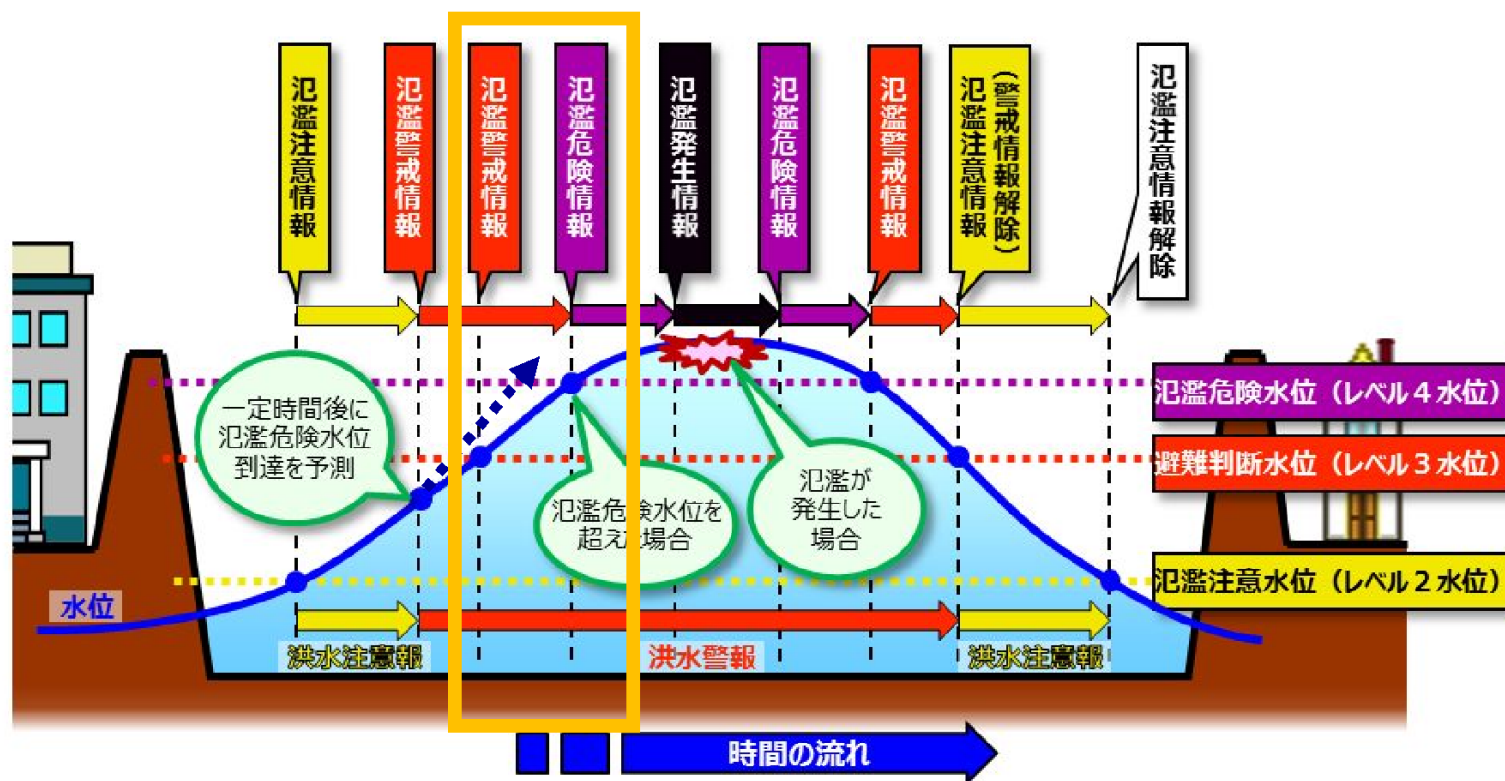 氾濫注意情報
氾濫警戒情報
氾濫警戒情報
氾濫危険情報
氾濫発生情報
氾濫危険情報
氾濫警戒情報
(警戒情報解除)
氾濫注意情報
氾濫注意情報解除
一定時間後に
氾濫危険水位
到達を予測
氾濫危険水位を
超えた場合
氾濫が
発生した
場合
氾濫危険水位(レベル4水位)
避難判断水位(レベル3水位)
氾濫注意水位(レベル2水位)
水位
洪水注意報
洪水警報
洪水注意報
時間の流れ